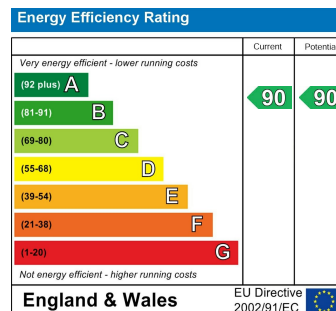 Energy Efficiency Rating
Current Potentia
Very energy efficient - lower running costs
(92 plus) A
(81-91) B
90 90
(69-80) C
(55-68) D
(39-54) E
(21-38) F
(1-20) G
Not energy efficient - higher running costs
England & Wales
EU Directive
2002/91/EC